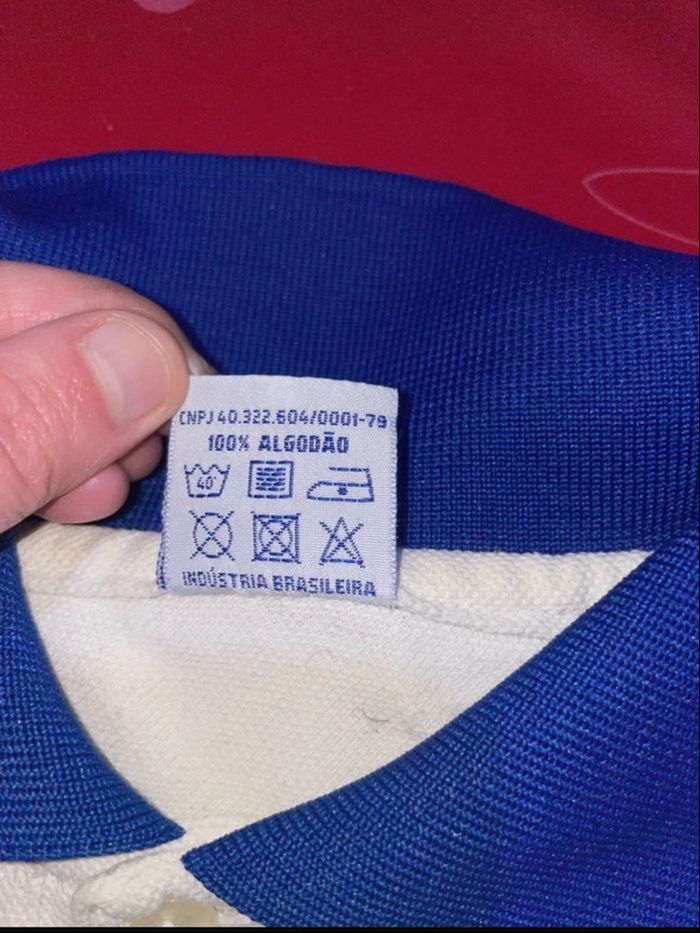 CNPJ 40.322.604/0001-79
100% ALGODÃO
40°
INDÚSTRIA BRASILEIRA